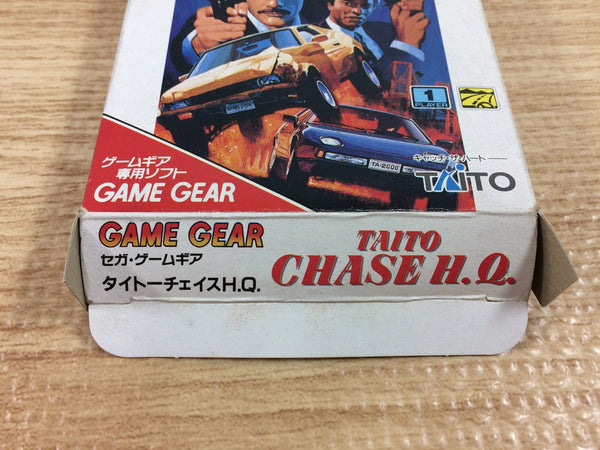 1
PLAYER
TA-2000
ゲームギア
専用ソフト
GAME GEAR
キャッチ・ザ・ハート
TAITO
GAME GEAR
セガ・ゲームギア
タイトーチェイスH.Q.
TAITO
CHASE H.Q.